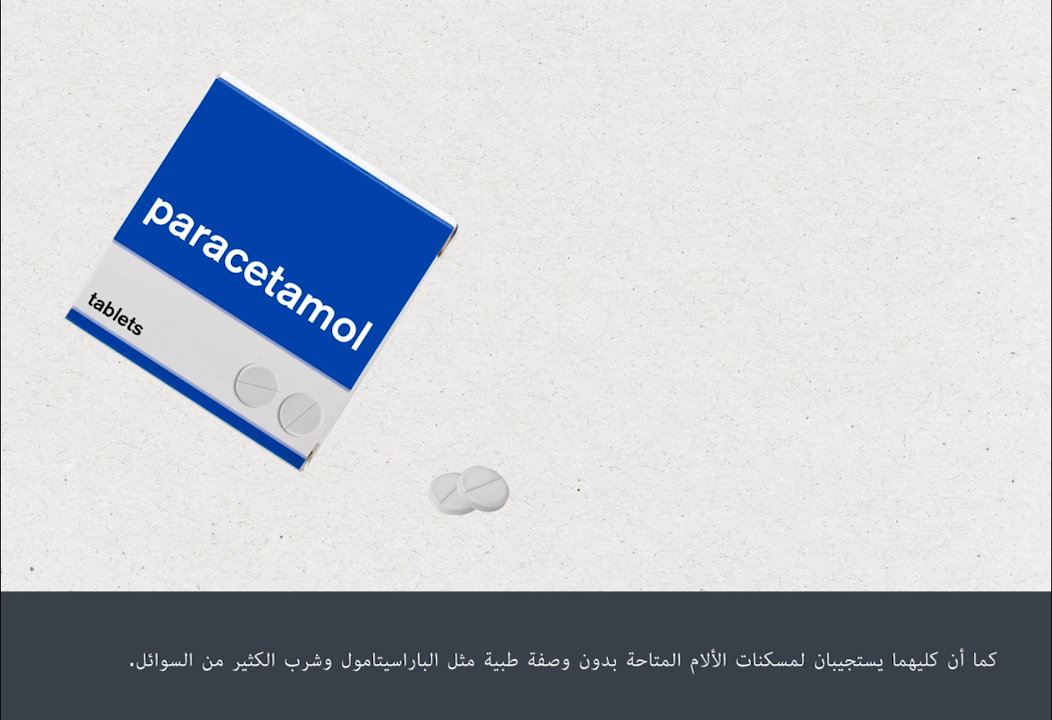 paracetamol
tablets
كما أن كليهما يستجيبان لمسكنات الألام المتاحة بدون وصفة طبية مثل الباراسيتامول وشرب الكثير من السوائل.